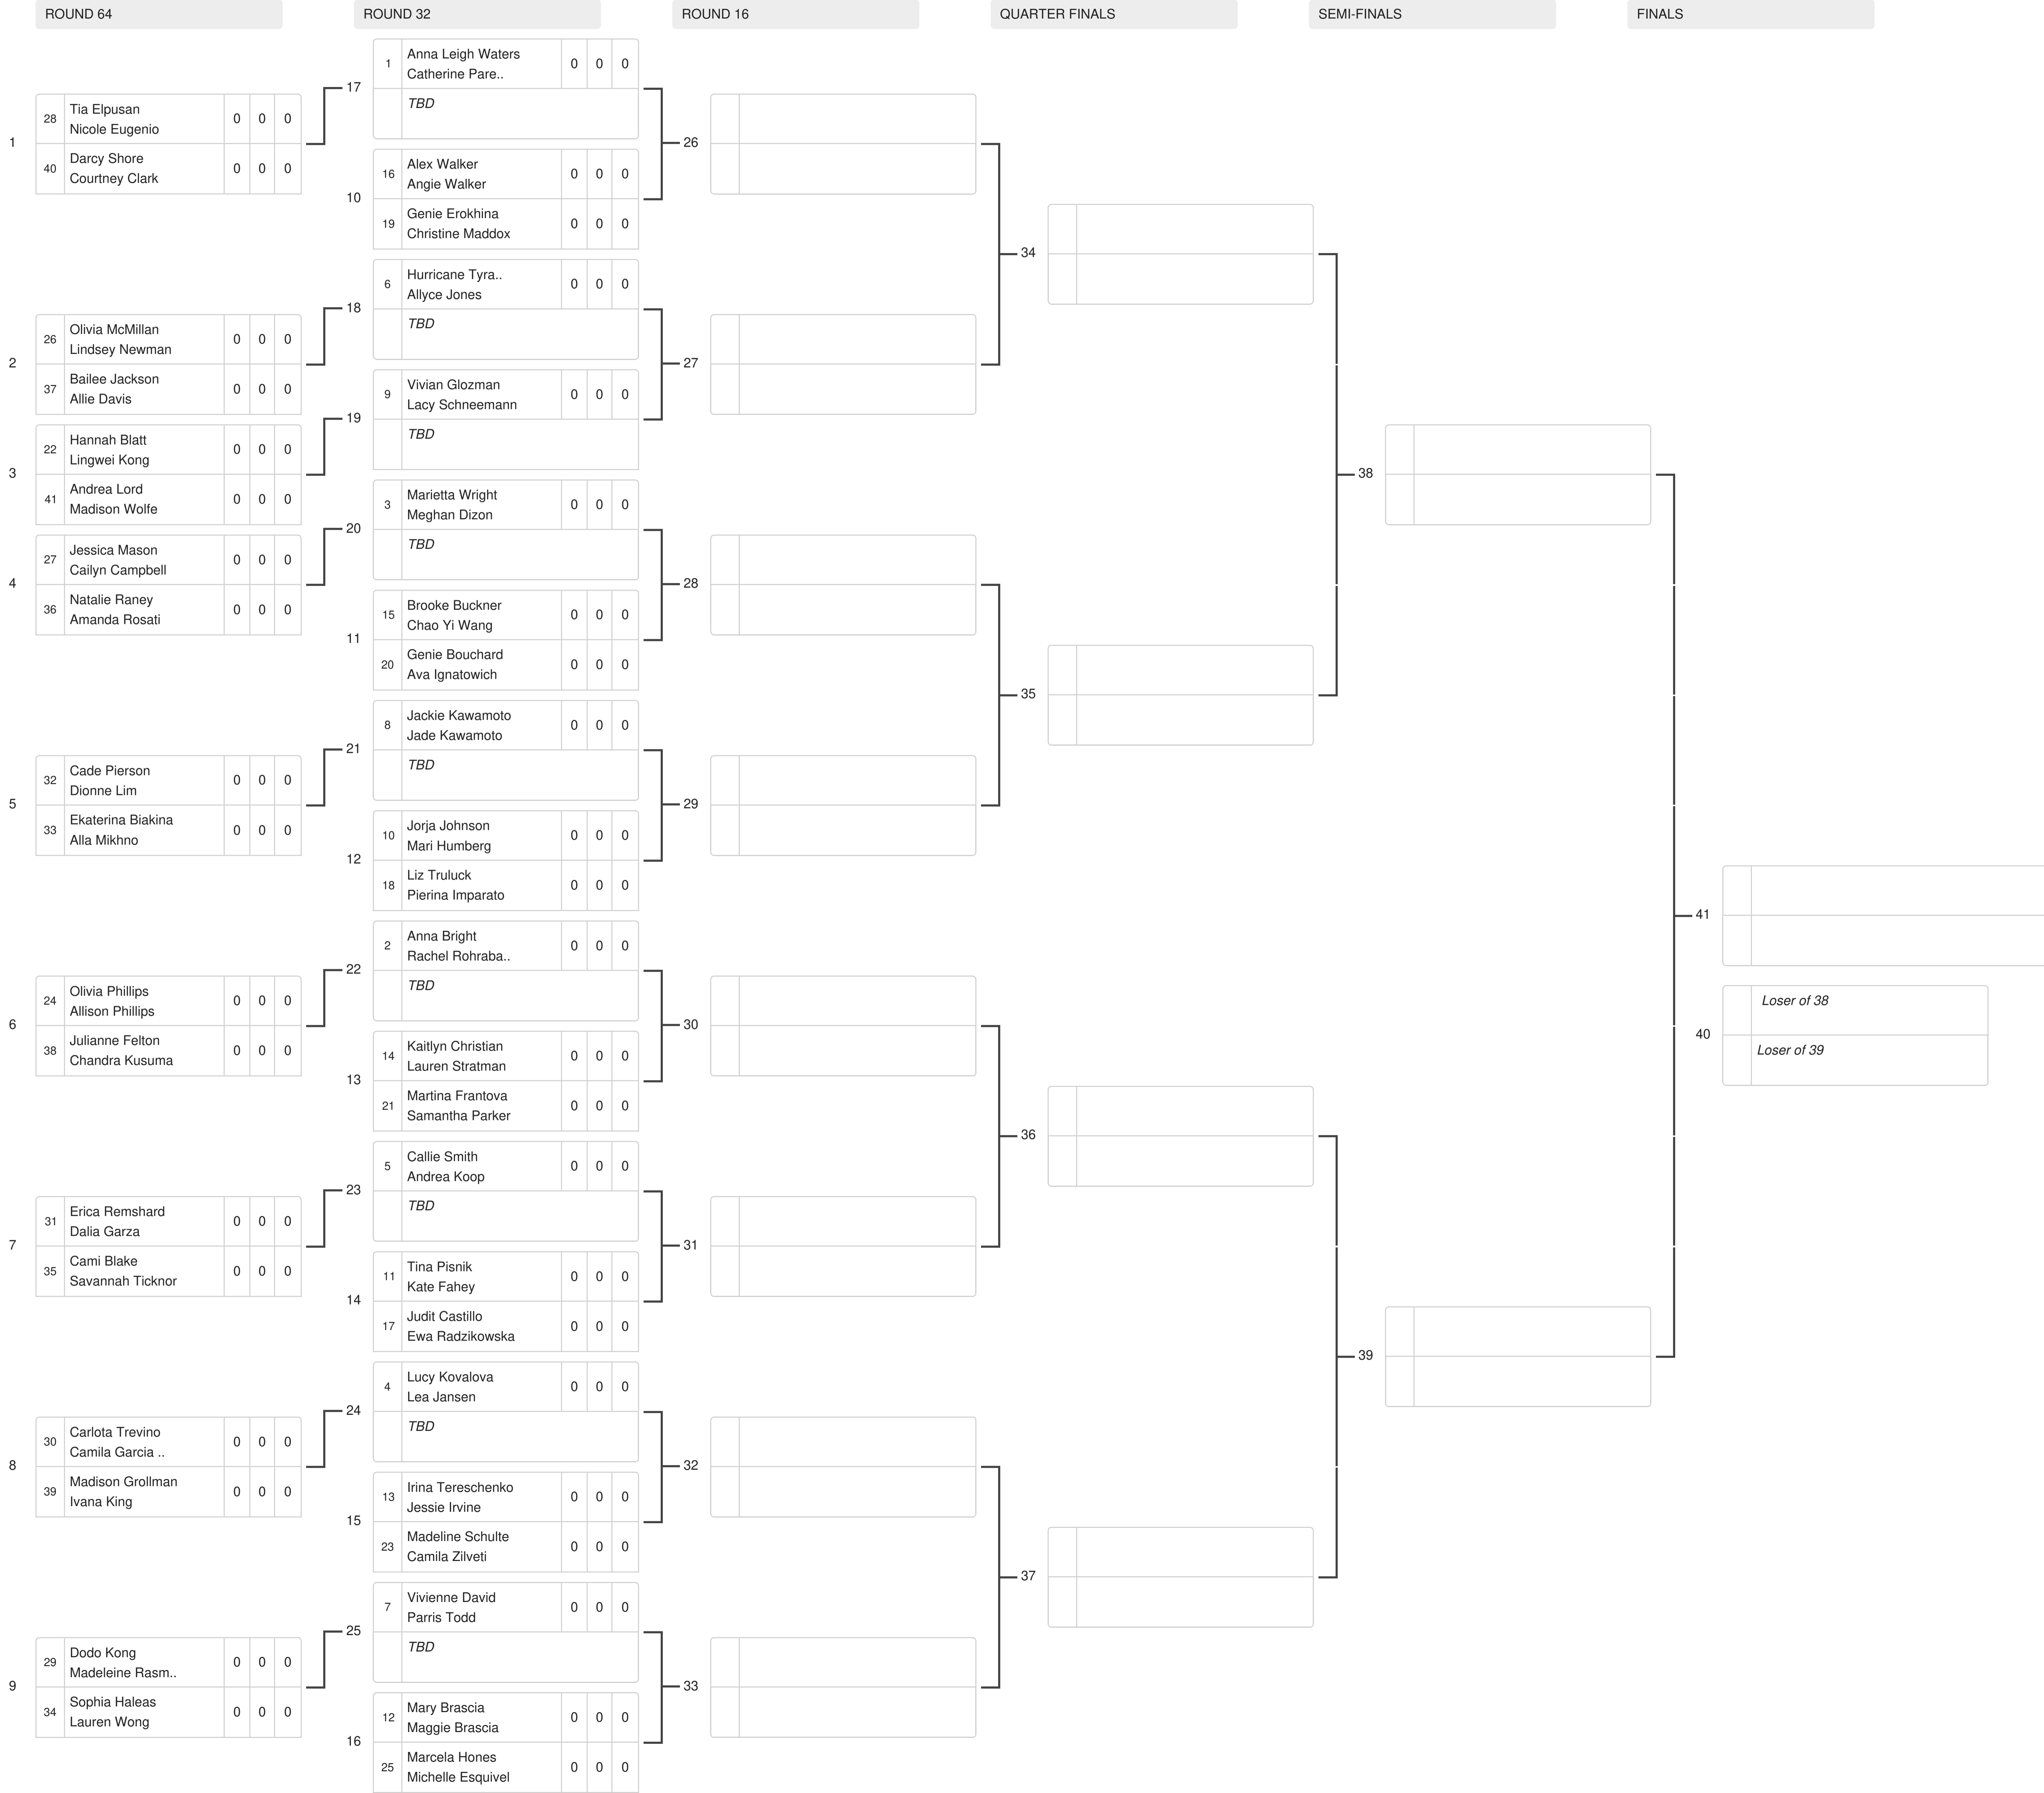 ROUND 64
ROUND 32
ROUND 16
QUARTER FINALS
SEMI-FINALS
FINALS
1
28
Tia Elpusan
Nicole Eugenio
0 0 0
40
Darcy Shore
Courtney Clark
0 0 0
2
26
Olivia McMillan
Lindsey Newman
0 0 0
37
Bailee Jackson
Allie Davis
0 0 0
3
22
Hannah Blatt
Lingwei Kong
0 0 0
41
Andrea Lord
Madison Wolfe
0 0 0
4
27
Jessica Mason
Cailyn Campbell
0 0 0
36
Natalie Raney
Amanda Rosati
0 0 0
5
32
Cade Pierson
Dionne Lim
0 0 0
33
Ekaterina Biakina
Alla Mikhno
0 0 0
6
24
Olivia Phillips
Allison Phillips
0 0 0
38
Julianne Felton
Chandra Kusuma
0 0 0
7
31
Erica Remshard
Dalia Garza
0 0 0
35
Cami Blake
Savannah Ticknor
0 0 0
8
30
Carlota Trevino
Camila Garcia ..
0 0 0
39
Madison Grollman
Ivana King
0 0 0
9
29
Dodo Kong
Madeleine Rasm..
0 0 0
34
Sophia Haleas
Lauren Wong
0 0 0
17
1
Anna Leigh Waters
Catherine Pare..
0 0 0
TBD
10
16
Alex Walker
Angie Walker
0 0 0
19
Genie Erokhina
Christine Maddox
0 0 0
18
6
Hurricane Tyra..
Allyce Jones
0 0 0
TBD
19
9
Vivian Glozman
Lacy Schneemann
0 0 0
TBD
20
3
Marietta Wright
Meghan Dizon
0 0 0
TBD
11
15
Brooke Buckner
Chao Yi Wang
0 0 0
20
Genie Bouchard
Ava Ignatowich
0 0 0
21
8
Jackie Kawamoto
Jade Kawamoto
0 0 0
TBD
12
10
Jorja Johnson
Mari Humberg
0 0 0
18
Liz Truluck
Pierina Imparato
0 0 0
22
2
Anna Bright
Rachel Rohraba..
0 0 0
TBD
13
14
Kaitlyn Christian
Lauren Stratman
0 0 0
21
Martina Frantova
Samantha Parker
0 0 0
23
5
Callie Smith
Andrea Koop
0 0 0
TBD
14
11
Tina Pisnik
Kate Fahey
0 0 0
17
Judit Castillo
Ewa Radzikowska
0 0 0
24
4
Lucy Kovalova
Lea Jansen
0 0 0
TBD
15
13
Irina Tereschenko
Jessie Irvine
0 0 0
23
Madeline Schulte
Camila Zilveti
0 0 0
25
7
Vivienne David
Parris Todd
0 0 0
TBD
16
12
Mary Brascia
Maggie Brascia
0 0 0
25
Marcela Hones
Michelle Esquivel
0 0 0
26
27
28
29
30
31
32
33
34
35
36
37
38
39
41
40
Loser of 38
Loser of 39